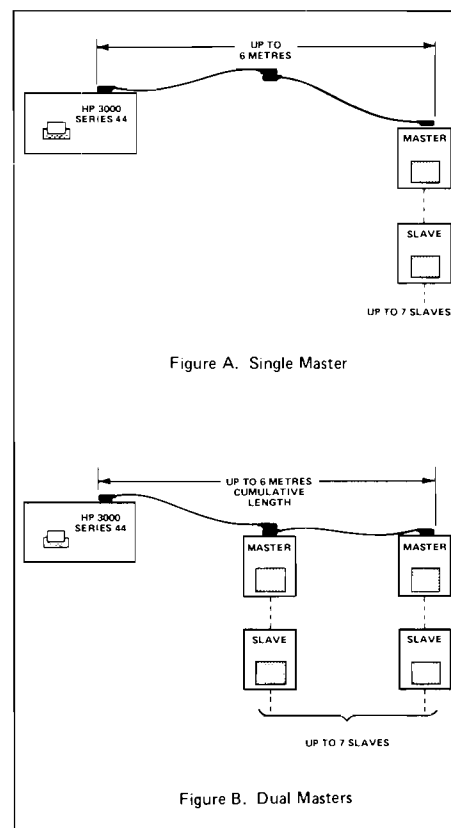 UP TO
6 METRES
HP 3000
SERIES 44
MASTER
SLAVE
UP TO 7 SLAVES
Figure A. Single Master
UP TO 6 METRES
CUMULATIVE
LENGTH
HP 3000
SERIES 44
MASTER
MASTER
SLAVE
SLAVE
UP TO 7 SLAVES
Figure B. Dual Masters